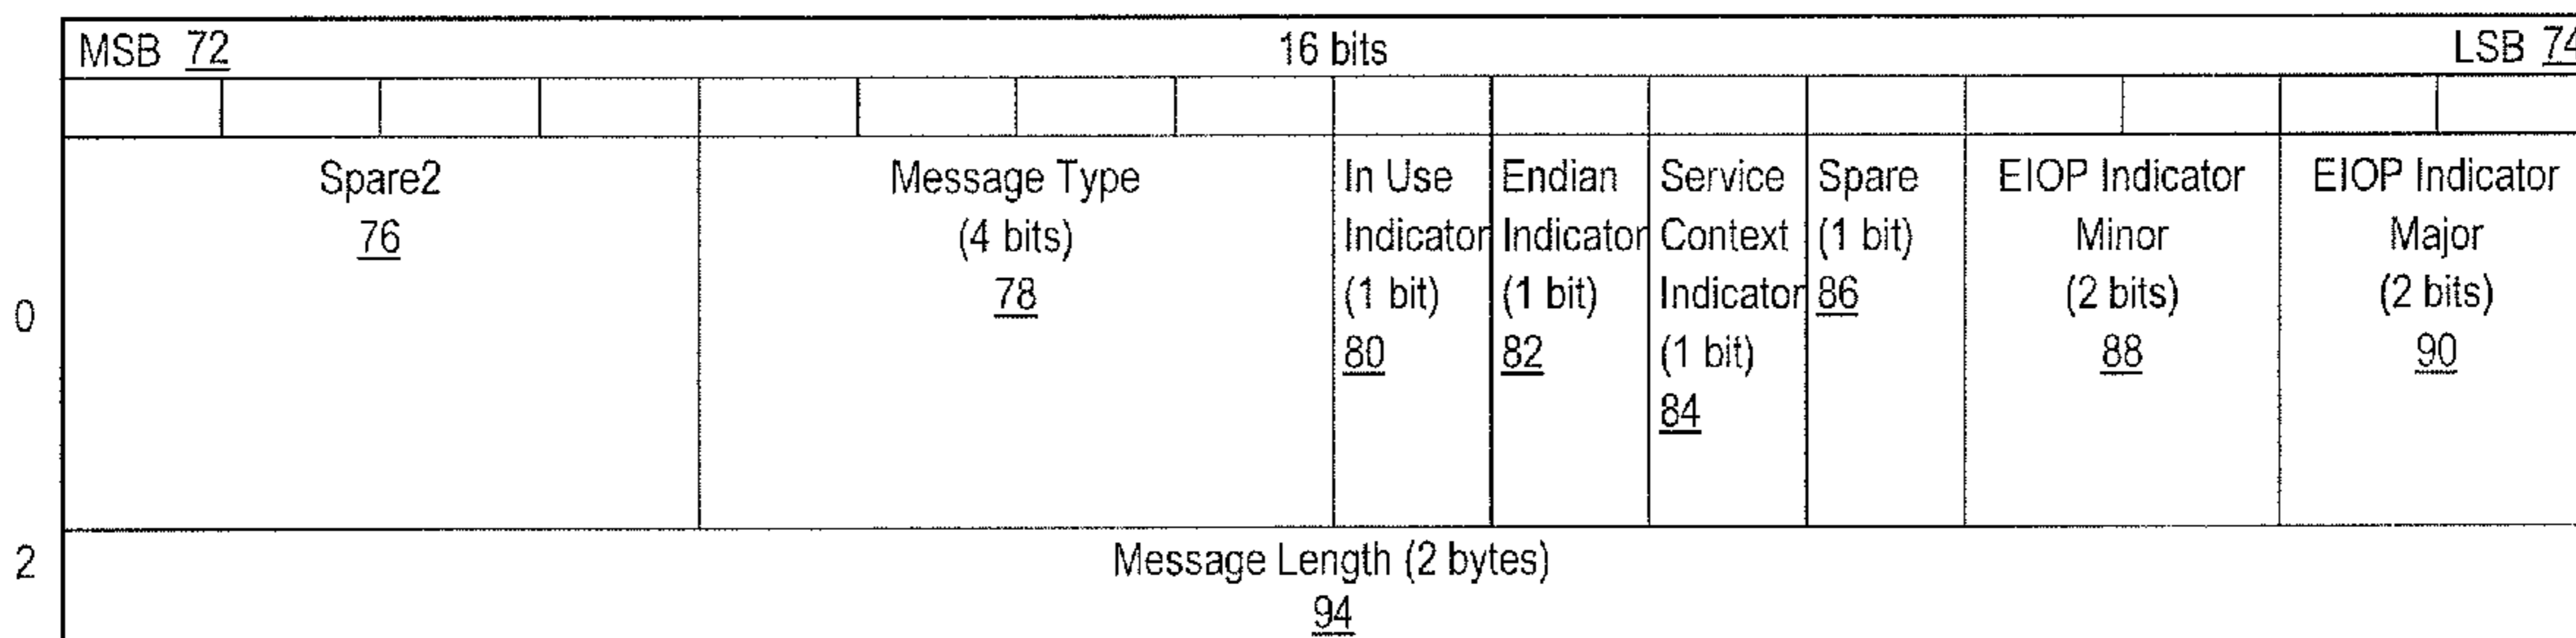 MSB 72 16 bits LSB 74
Spare2
76
Message Type
(4 bits)
78
In Use
Indicator
(1 bit)
80
Endian
Indicator
(1 bit)
82
Service
Context
Indicator
(1 bit)
84
Spare
(1 bit)
86
EIOP Indicator
Minor
(2 bits)
88
EIOP Indicator
Major
(2 bits)
90
0
2
Message Length (2 bytes)
94